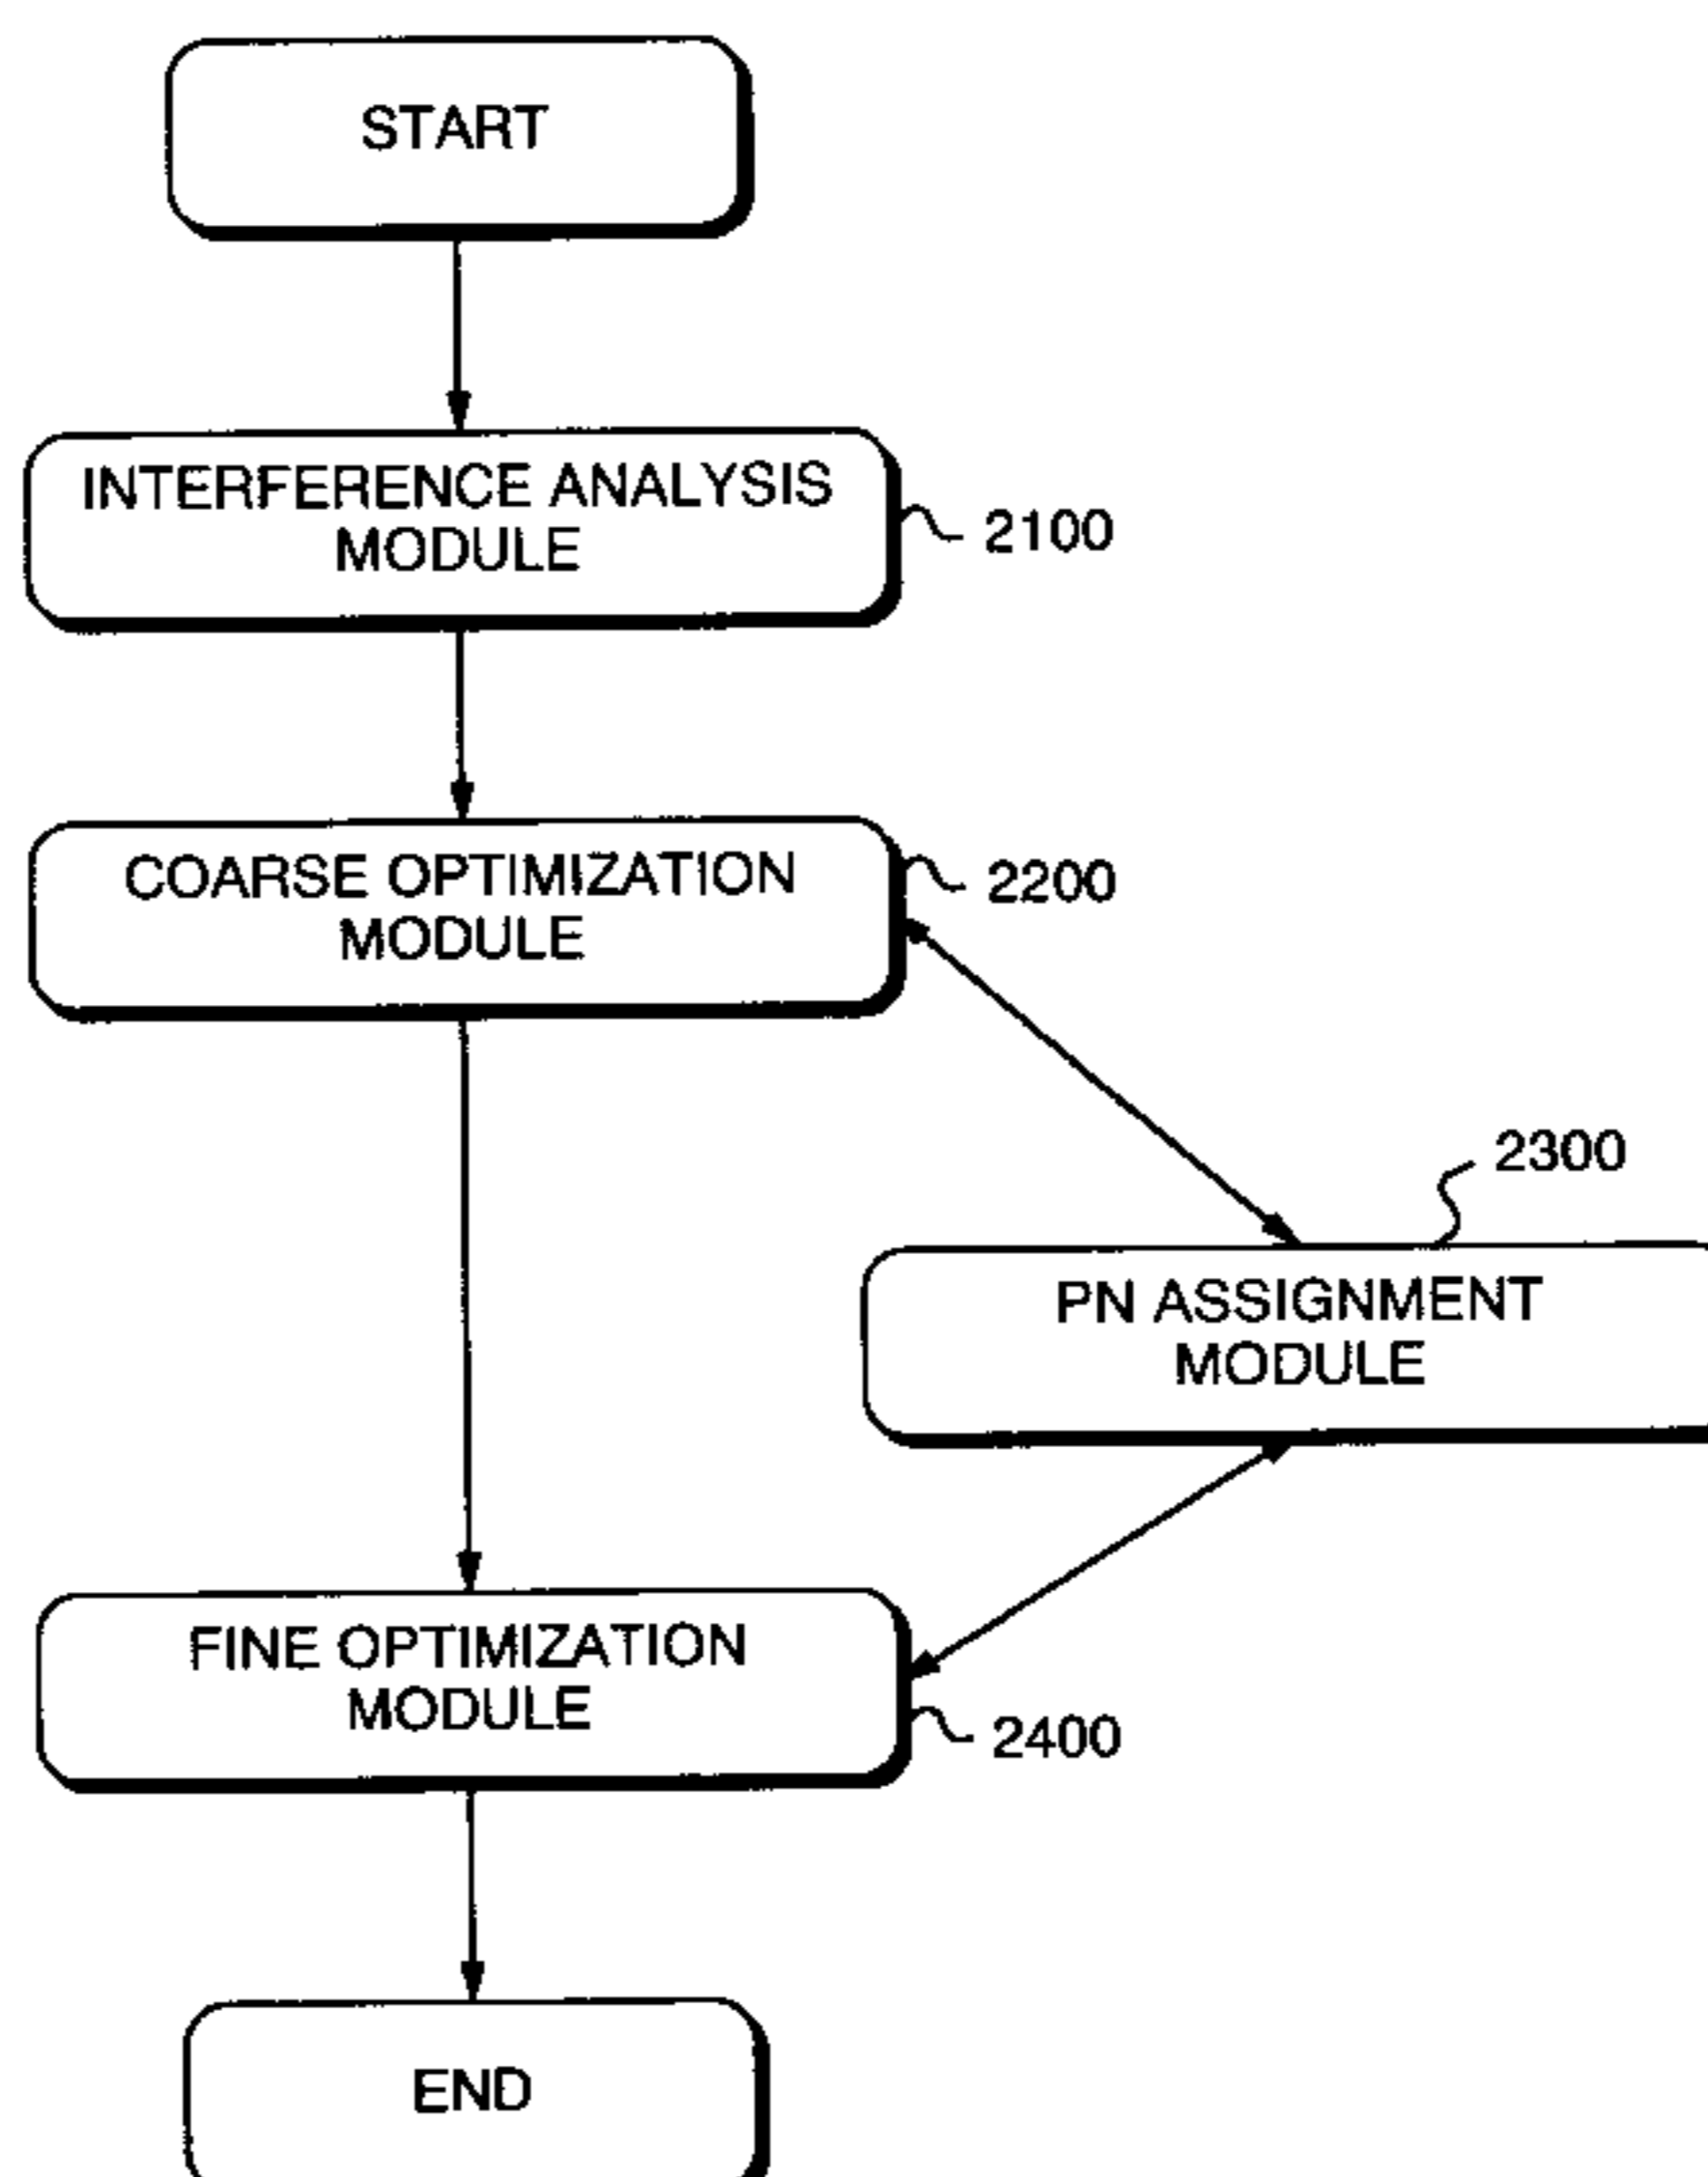 START
INTERFERENCE ANALYSIS
MODULE
2100
COARSE OPTIMIZATION
MODULE
2200
2300
PN ASSIGNMENT
MODULE
FINE OPTIMIZATION
MODULE
2400
END